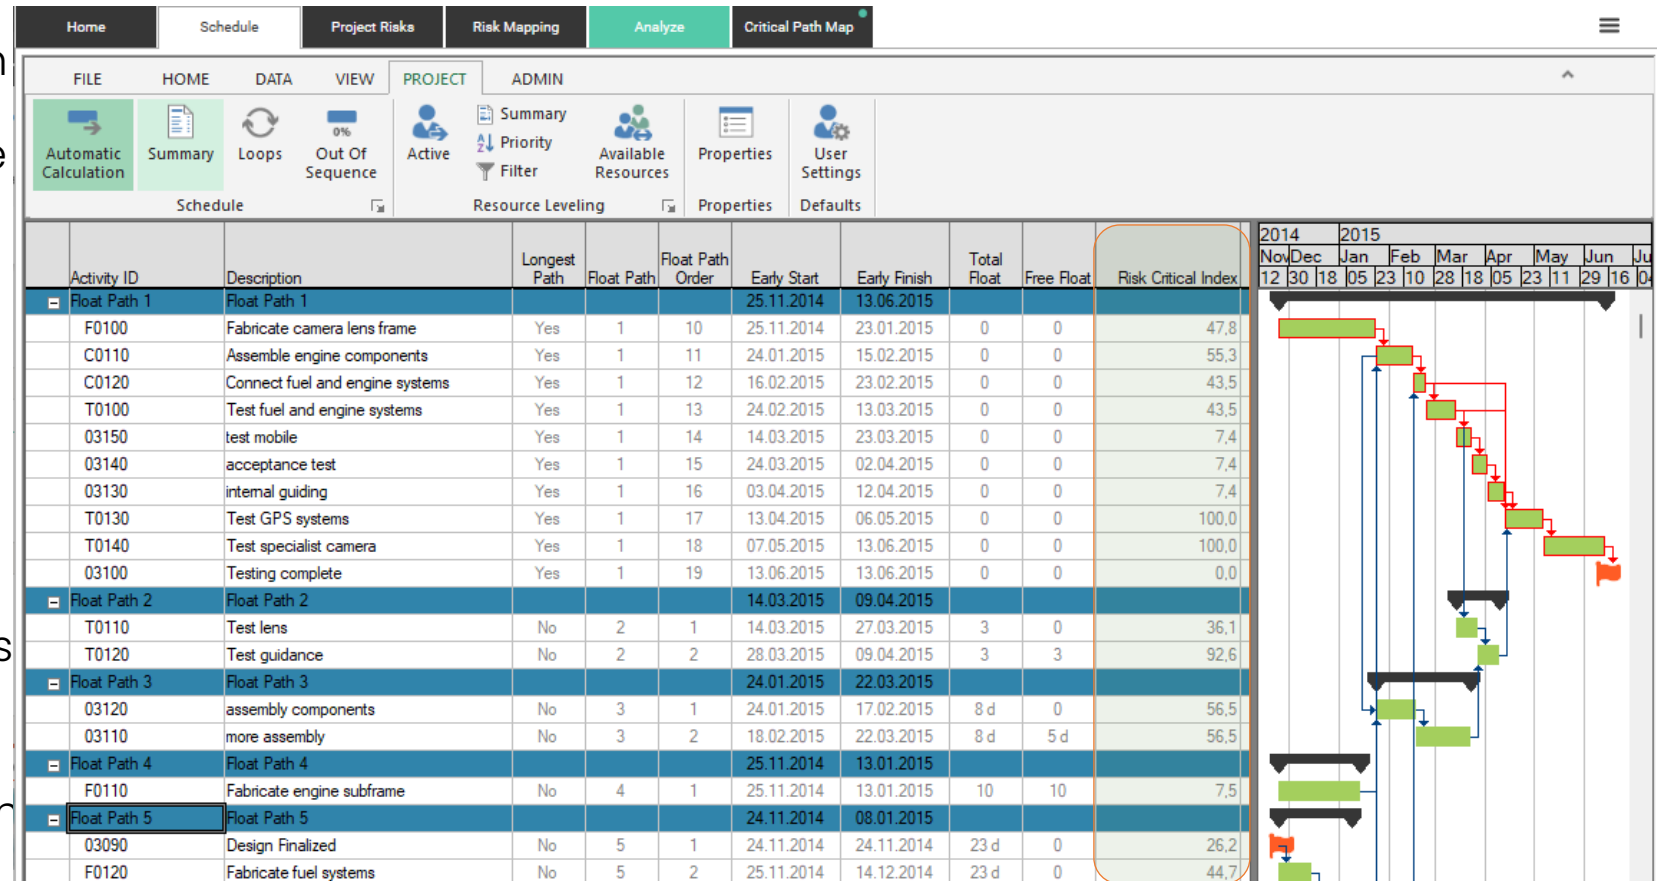 Home Schedule Project Risks Risk Mapping Analyze Critical Path Map
n
FILE HOME DATA VIEW PROJECT ADMIN
e
Automatic Calculation Summary Loops 0% Out Of Sequence Active Summary Priority Filter Available Resources Properties User Settings
Schedule Resource Leveling Properties Defaults
Activity ID Description Longest Path Float Path Float Path Order Early Start Early Finish Total Float Free Float Risk Critical Index
2014 2015
Nov Dec Jan Feb Mar Apr May Jun Ju
12 30 18 05 23 10 28 18 05 23 11 29 16 04
Float Path 1 Float Path 1 25.11.2014 13.06.2015
F0100 Fabricate camera lens frame Yes 1 10 25.11.2014 23.01.2015 0 0 47,8
C0110 Assemble engine components Yes 1 11 24.01.2015 15.02.2015 0 0 55,3
C0120 Connect fuel and engine systems Yes 1 12 16.02.2015 23.02.2015 0 0 43,5
T0100 Test fuel and engine systems Yes 1 13 24.02.2015 13.03.2015 0 0 43,5
03150 test mobile Yes 1 14 14.03.2015 23.03.2015 0 0 7,4
03140 acceptance test Yes 1 15 24.03.2015 02.04.2015 0 0 7,4
03130 internal guiding Yes 1 16 03.04.2015 12.04.2015 0 0 7,4
T0130 Test GPS systems Yes 1 17 13.04.2015 06.05.2015 0 0 100,0
T0140 Test specialist camera Yes 1 18 07.05.2015 13.06.2015 0 0 100,0
03100 Testing complete Yes 1 19 13.06.2015 13.06.2015 0 0 0,0
Float Path 2 Float Path 2 14.03.2015 09.04.2015
T0110 Test lens No 2 1 14.03.2015 27.03.2015 3 0 36,1
s
T0120 Test guidance No 2 2 28.03.2015 09.04.2015 3 3 92,6
Float Path 3 Float Path 3 24.01.2015 22.03.2015
03120 assembly components No 3 1 24.01.2015 17.02.2015 8 d 0 56,5
03110 more assembly No 3 2 18.02.2015 22.03.2015 8 d 5 d 56,5
Float Path 4 Float Path 4 25.11.2014 13.01.2015
F0110 Fabricate engine subframe No 4 1 25.11.2014 13.01.2015 10 10 7,5
Float Path 5 Float Path 5 24.11.2014 08.01.2015
03090 Design Finalized No 5 1 24.11.2014 24.11.2014 23 d 0 26,2
F0120 Fabricate fuel systems No 5 2 25.11.2014 14.12.2014 23 d 0 44,7